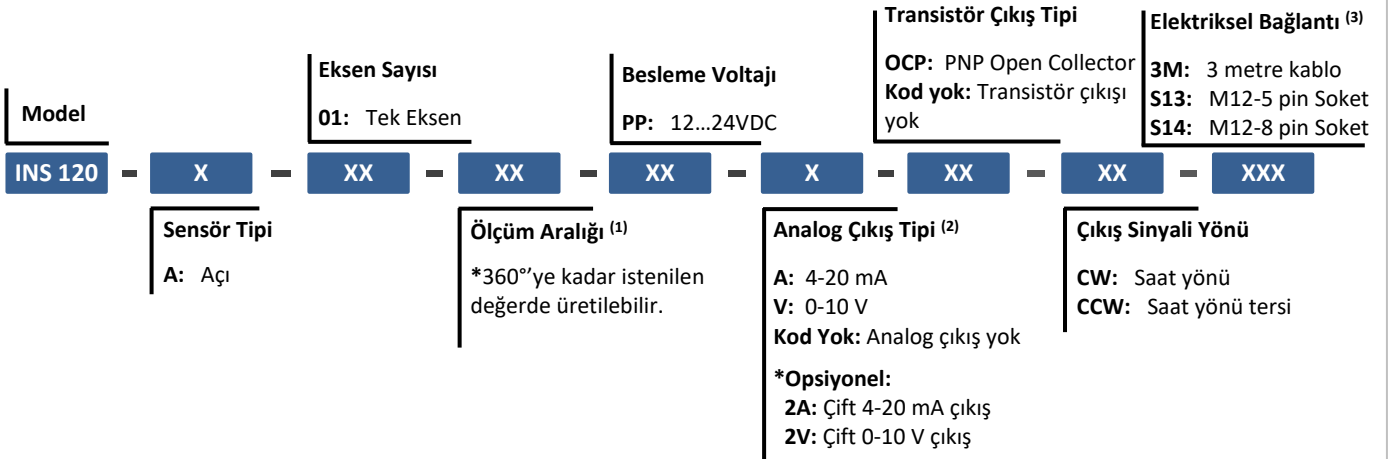 Model
Eksen Sayısı
01: Tek Eksen
Besleme Voltajı
PP: 12...24VDC
Transistör Çıkış Tipi
OCP: PNP Open Collector
Kod yok: Transistör çıkışı
yok
Elektriksel Bağlantı (3)
3M: 3 metre kablo
S13: M12-5 pin Soket
S14: M12-8 pin Soket
INS 120 – X – XX – XX – XX – X – XX – XX – XXX
Sensör Tipi
A: Açı
Ölçüm Aralığı (1)
*360°'ye kadar istenilen
değerde üretilebilir.
Analog Çıkış Tipi (2)
A: 4-20 mA
V: 0-10 V
Kod Yok: Analog çıkış yok
*Opsiyonel:
2A: Çift 4-20 mA çıkış
2V: Çift 0-10 V çıkış
Çıkış Sinyali Yönü
CW: Saat yönü
CCW: Saat yönü tersi